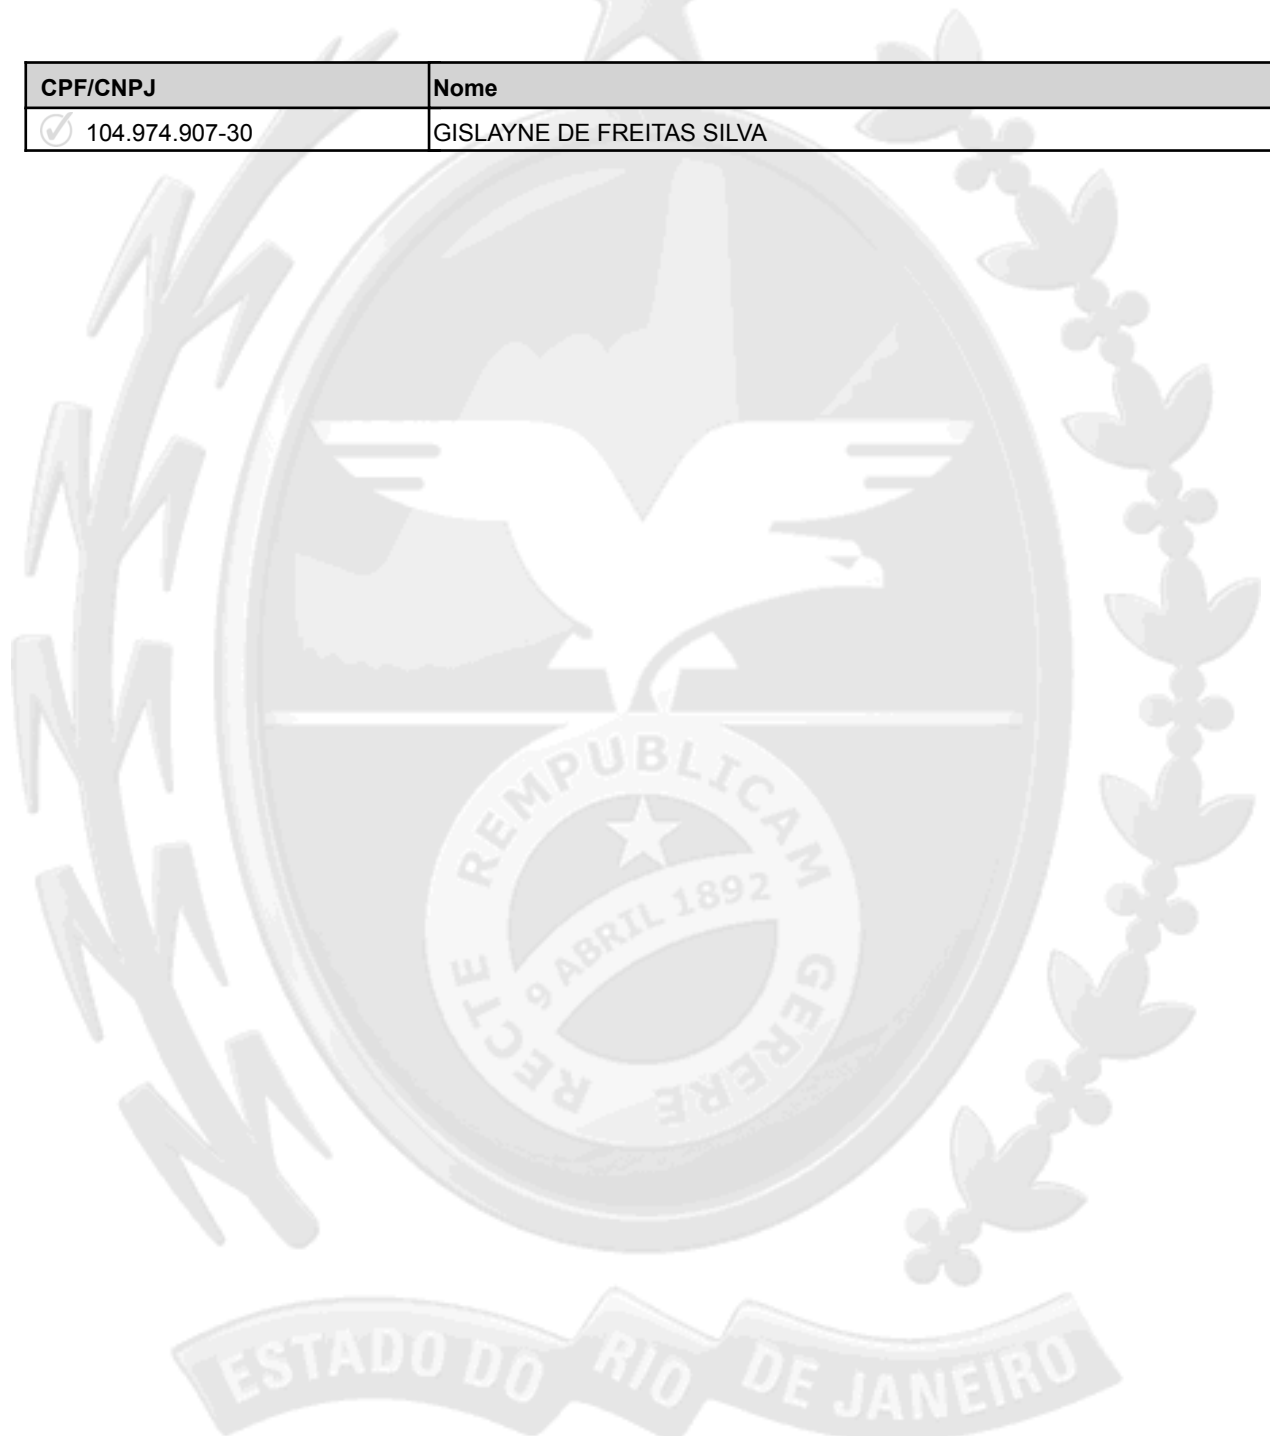 CPF/CNPJ Nome
104.974.907-30 GISLAYNE DE FREITAS SILVA
RECTE REMPUBLICAM GERERE
9 ABRIL 1892
ESTADO DO RIO DE JANEIRO